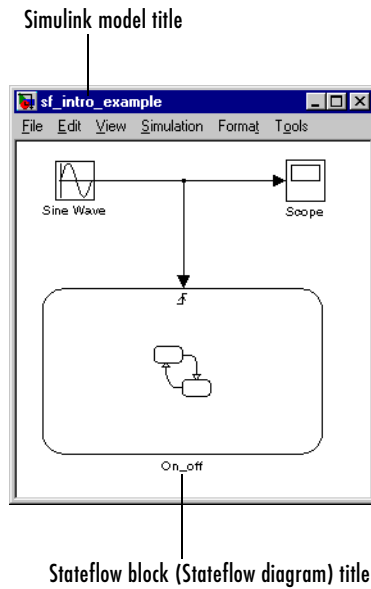 Simulink model title
sf_intro_example
File Edit View Simulation Format Tools
Sine Wave
Scope
On_off
Stateflow block (Stateflow diagram) title